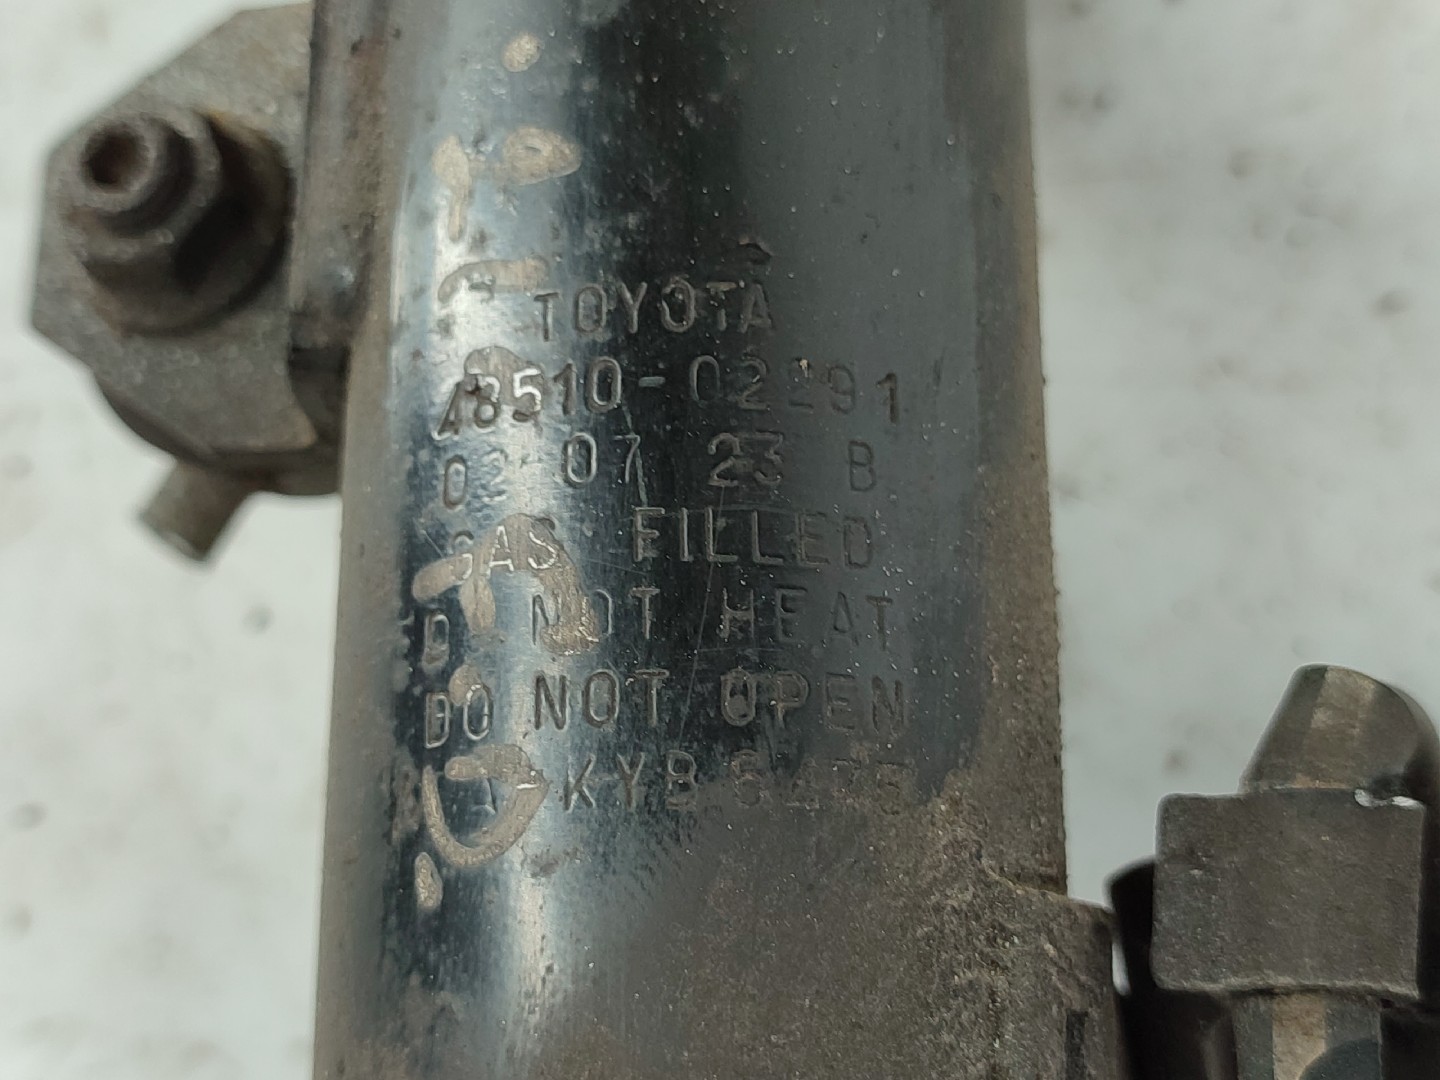 TOYOTA
48510-02291
02 07 23 B
GAS FILLED
DO NOT HEAT
DO NOT OPEN
KYB